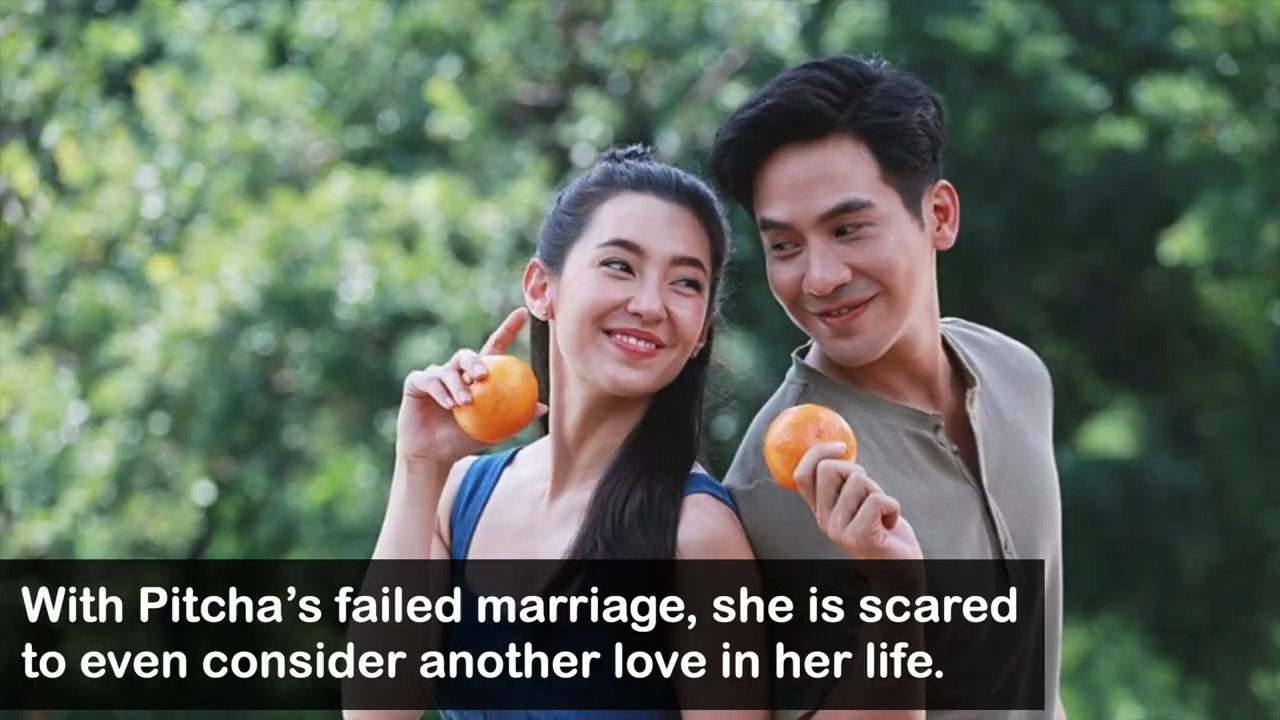 With Pitcha’s failed marriage, she is scared
to even consider another love in her life.